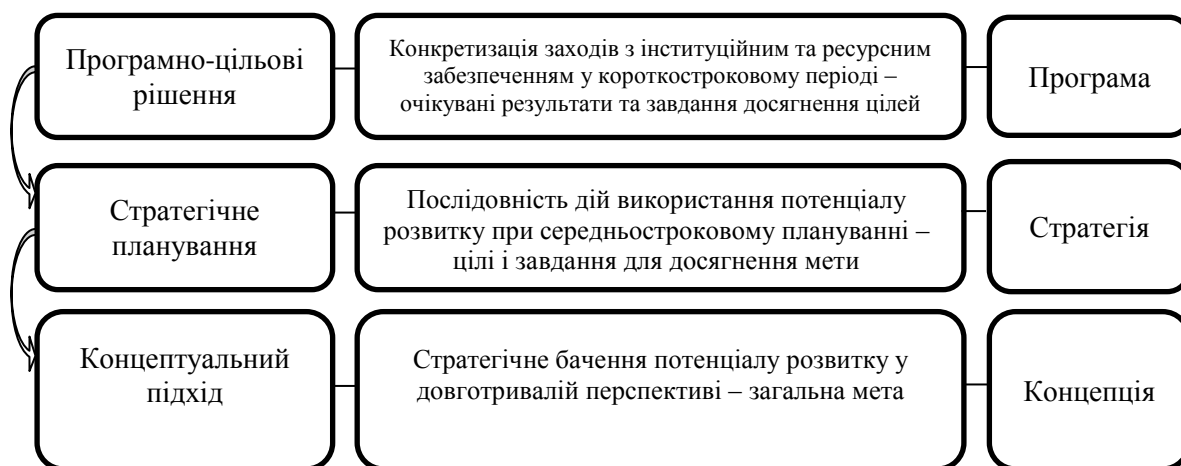 Програмно-цільові
рішення
Конкретизація заходів з інституційним та ресурсним
забезпеченням у короткостроковому періоді –
очікувані результати та завдання досягнення цілей
Програма
Стратегічне
планування
Послідовність дій використання потенціалу
розвитку при середньостроковому плануванні –
цілі і завдання для досягнення мети
Стратегія
Концептуальний
підхід
Стратегічне бачення потенціалу розвитку у
довготривалій перспективі – загальна мета
Концепція